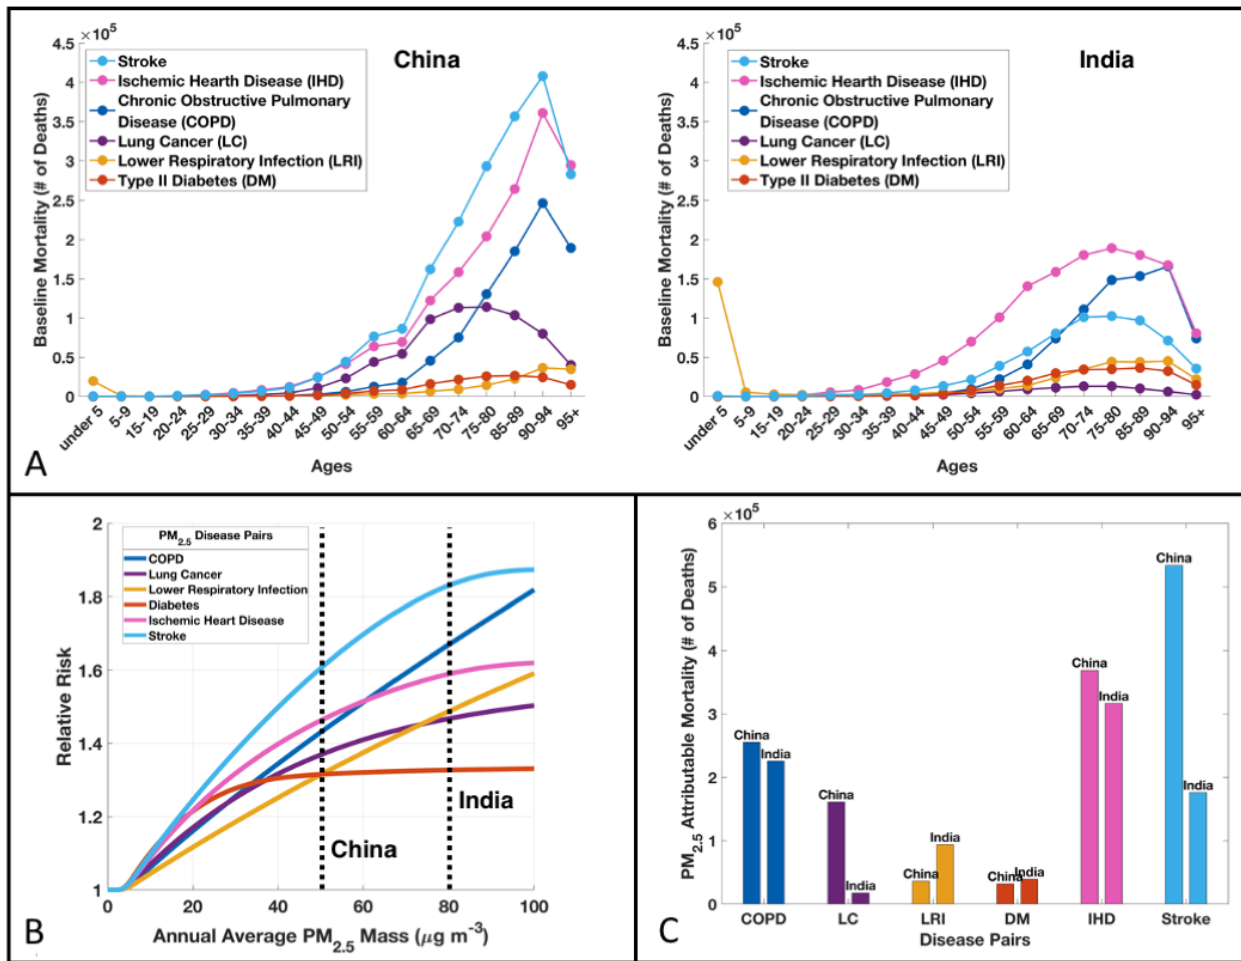 ×10⁵
4.5
4
3.5
3
2.5
2
1.5
1
0.5
0
Baseline Mortality (# of Deaths)
China
Stroke
Ischemic Hearth Disease (IHD)
Chronic Obstructive Pulmonary
Disease (COPD)
Lung Cancer (LC)
Lower Respiratory Infection (LRI)
Type II Diabetes (DM)
under 5
5-9
15-19
20-24
25-29
30-34
35-39
40-44
45-49
50-54
55-59
60-64
65-69
70-74
75-80
85-89
90-94
95+
Ages
A
×10⁵
4.5
4
3.5
3
2.5
2
1.5
1
0.5
0
Baseline Mortality (# of Deaths)
India
Stroke
Ischemic Hearth Disease (IHD)
Chronic Obstructive Pulmonary
Disease (COPD)
Lung Cancer (LC)
Lower Respiratory Infection (LRI)
Type II Diabetes (DM)
under 5
5-9
15-19
20-24
25-29
30-34
35-39
40-44
45-49
50-54
55-59
60-64
65-69
70-74
75-80
85-89
90-94
95+
Ages
2
1.8
1.6
1.4
1.2
1
Relative Risk
PM2.5 Disease Pairs
COPD
Lung Cancer
Lower Respiratory Infection
Diabetes
Ischemic Heart Disease
Stroke
India
China
0 20 40 60 80 100
Annual Average PM2.5 Mass (μg m⁻³)
B
×10⁵
6
5
4
3
2
1
0
PM2.5 Attributable Mortality (# of Deaths)
China
India
China
India
China
India
China
India
China
India
China
India
COPD LC LRI DM IHD Stroke
Disease Pairs
C